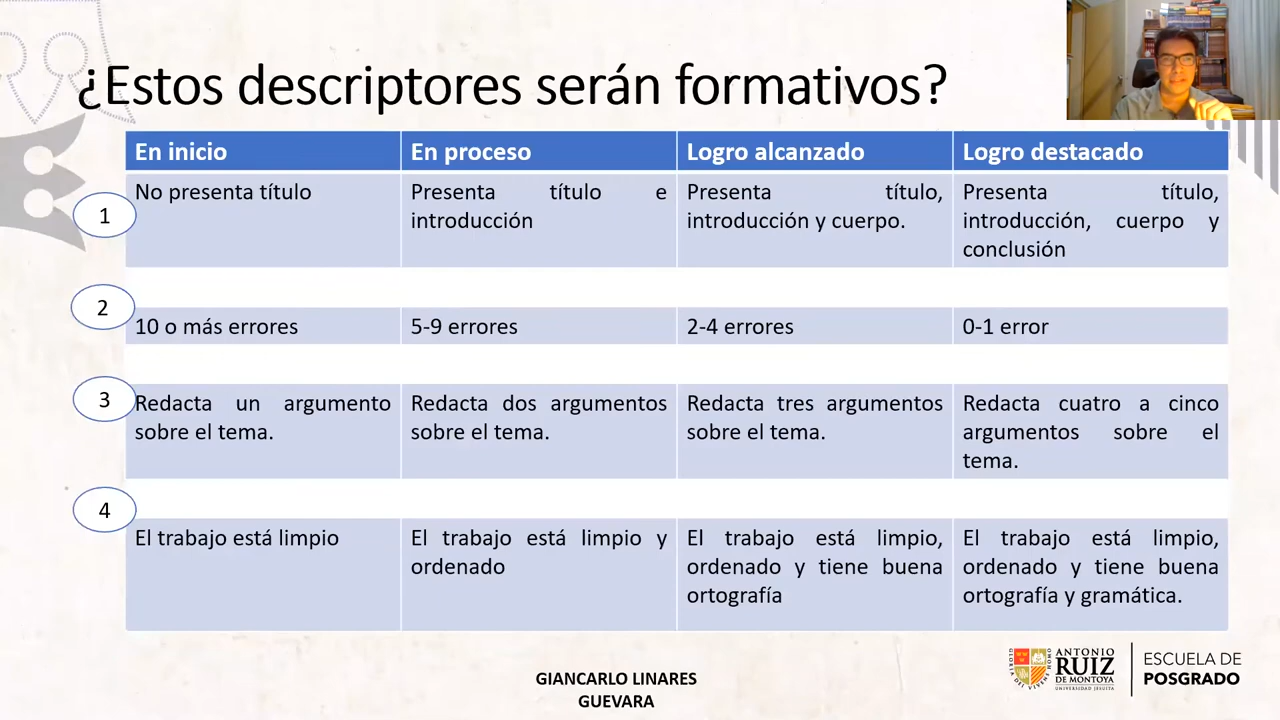 ¿Estos descriptores serán formativos?
En inicio
En proceso
Logro alcanzado
Logro destacado
1
No presenta título
Presenta título e
introducción
Presenta título,
introducción y cuerpo.
Presenta título,
introducción, cuerpo y
conclusión
2
10 o más errores
5-9 errores
2-4 errores
0-1 error
3
Redacta un argumento
sobre el tema.
Redacta dos argumentos
sobre el tema.
Redacta tres argumentos
sobre el tema.
Redacta cuatro a cinco
argumentos sobre el
tema.
4
El trabajo está limpio
El trabajo está limpio y
ordenado
El trabajo está limpio,
ordenado y tiene buena
ortografía
El trabajo está limpio,
ordenado y tiene buena
ortografía y gramática.
GIANCARLO LINARES
GUEVARA
ANTONIO
RUIZ
DE MONTOYA
UNIVERSIDAD JESUITA
ESCUELA DE
POSGRADO